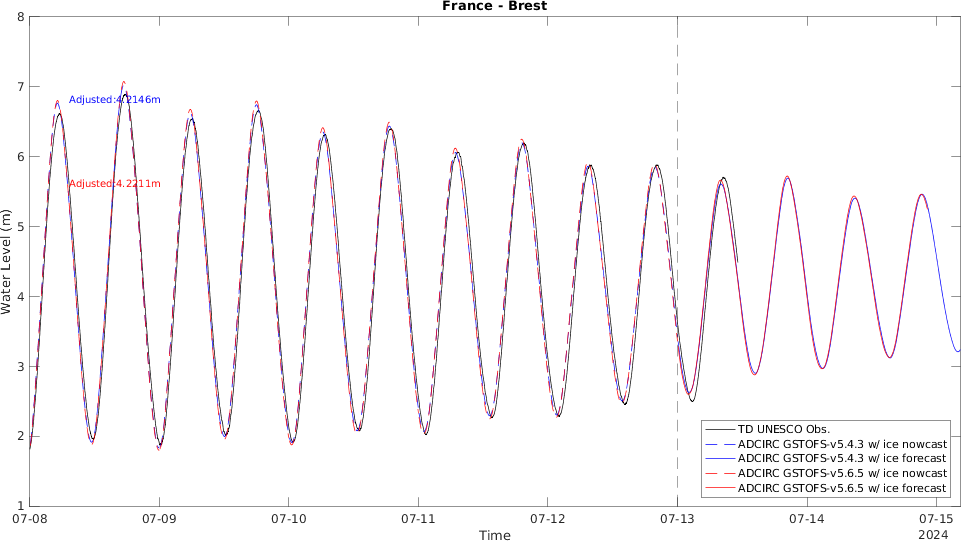 France - Brest
8
7
6
5
4
3
2
1
Water Level (m)
Adjusted:4.2146m
Adjusted:4.2211m
TD UNESCO Obs.
ADCIRC GSTOFS-v5.4.3 w/ ice nowcast
ADCIRC GSTOFS-v5.4.3 w/ ice forecast
ADCIRC GSTOFS-v5.6.5 w/ ice nowcast
ADCIRC GSTOFS-v5.6.5 w/ ice forecast
07-08 07-09 07-10 07-11 07-12 07-13 07-14 07-15
Time
2024